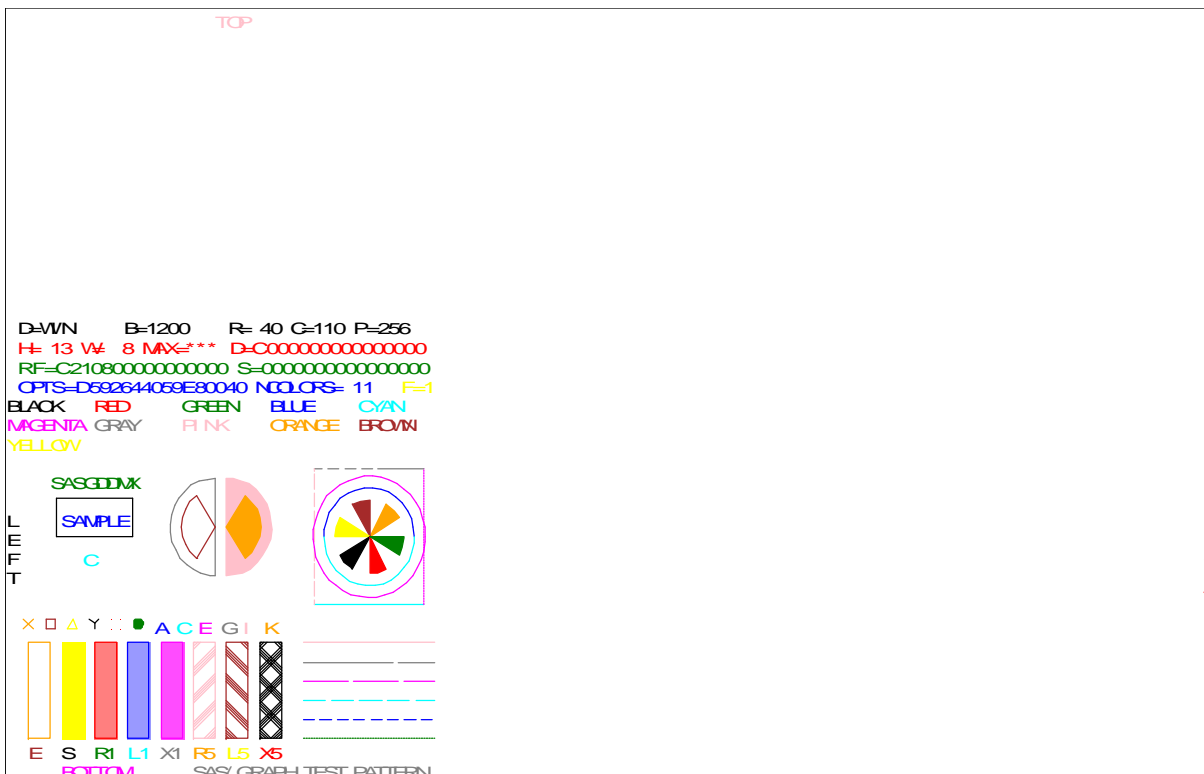 TOP
D=WIN B=1200 R= 40 C=110 P=256
H= 13 W= 8 MAX=*** D=C000000000000000
RF=C210800000000000 S=0000000000000000
OPTS=D592644059E80040 NCOLORS= 11 F=1
BLACK RED GREEN BLUE CYAN
MAGENTA GRAY PINK ORANGE BROWN
YELLOW
SASGDDMX
SAMPLE
LEFT
C
A C E G I K
E S R1 L1 X1 R5 L5 X5
BOTTOM SAS/GRAPH TEST PATTERN